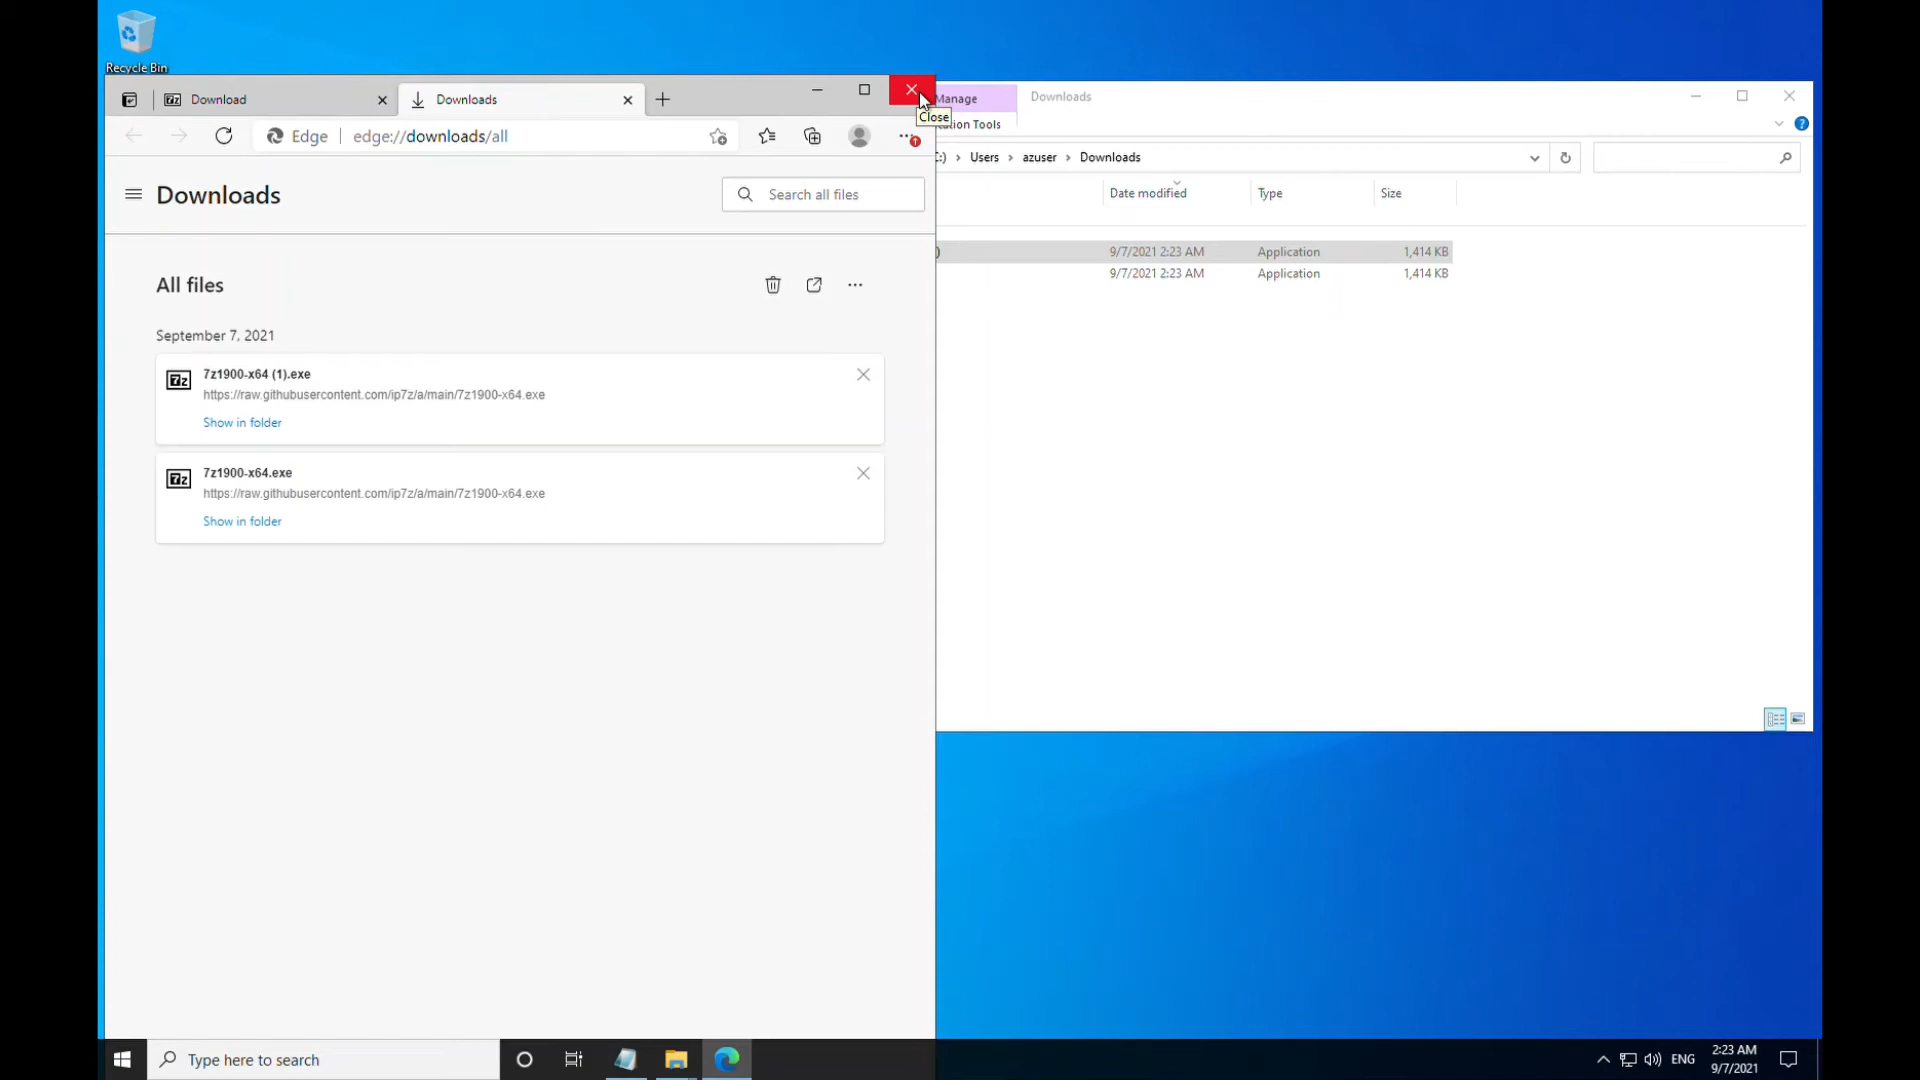 Recycle Bin
Download
Downloads
Close
Manage
Downloads
ation Tools
Edge
edge://downloads/all
:)
Users
azuser
Downloads
Downloads
Search all files
Date modified
Type
Size
)
9/7/2021 2:23 AM
Application
1,414 KB
9/7/2021 2:23 AM
Application
1,414 KB
All files
September 7, 2021
7z
7z1900-x64 (1).exe
https://raw.githubusercontent.com/ip7z/a/main/7z1900-x64.exe
Show in folder
7z
7z1900-x64.exe
https://raw.githubusercontent.com/ip7z/a/main/7z1900-x64.exe
Show in folder
Type here to search
ENG
2:23 AM
9/7/2021